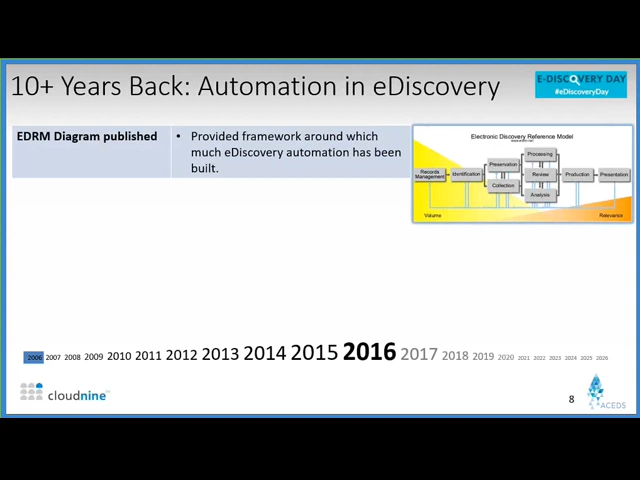 10+ Years Back: Automation in eDiscovery
E-DISCOVERY DAY
#eDiscoveryDay
EDRM Diagram published
• Provided framework around which
much eDiscovery automation has been
built.
Electronic Discovery Reference Model
Processing
Preservation
Records
Management
Identification
Review
Production
Presentation
Collection
Analysis
Volume
Relevance
2006 2007 2008 2009 2010 2011 2012 2013 2014 2015 2016 2017 2018 2019 2020 2021 2022 2023 2024 2025 2026
cloudnine
8
ACEDS